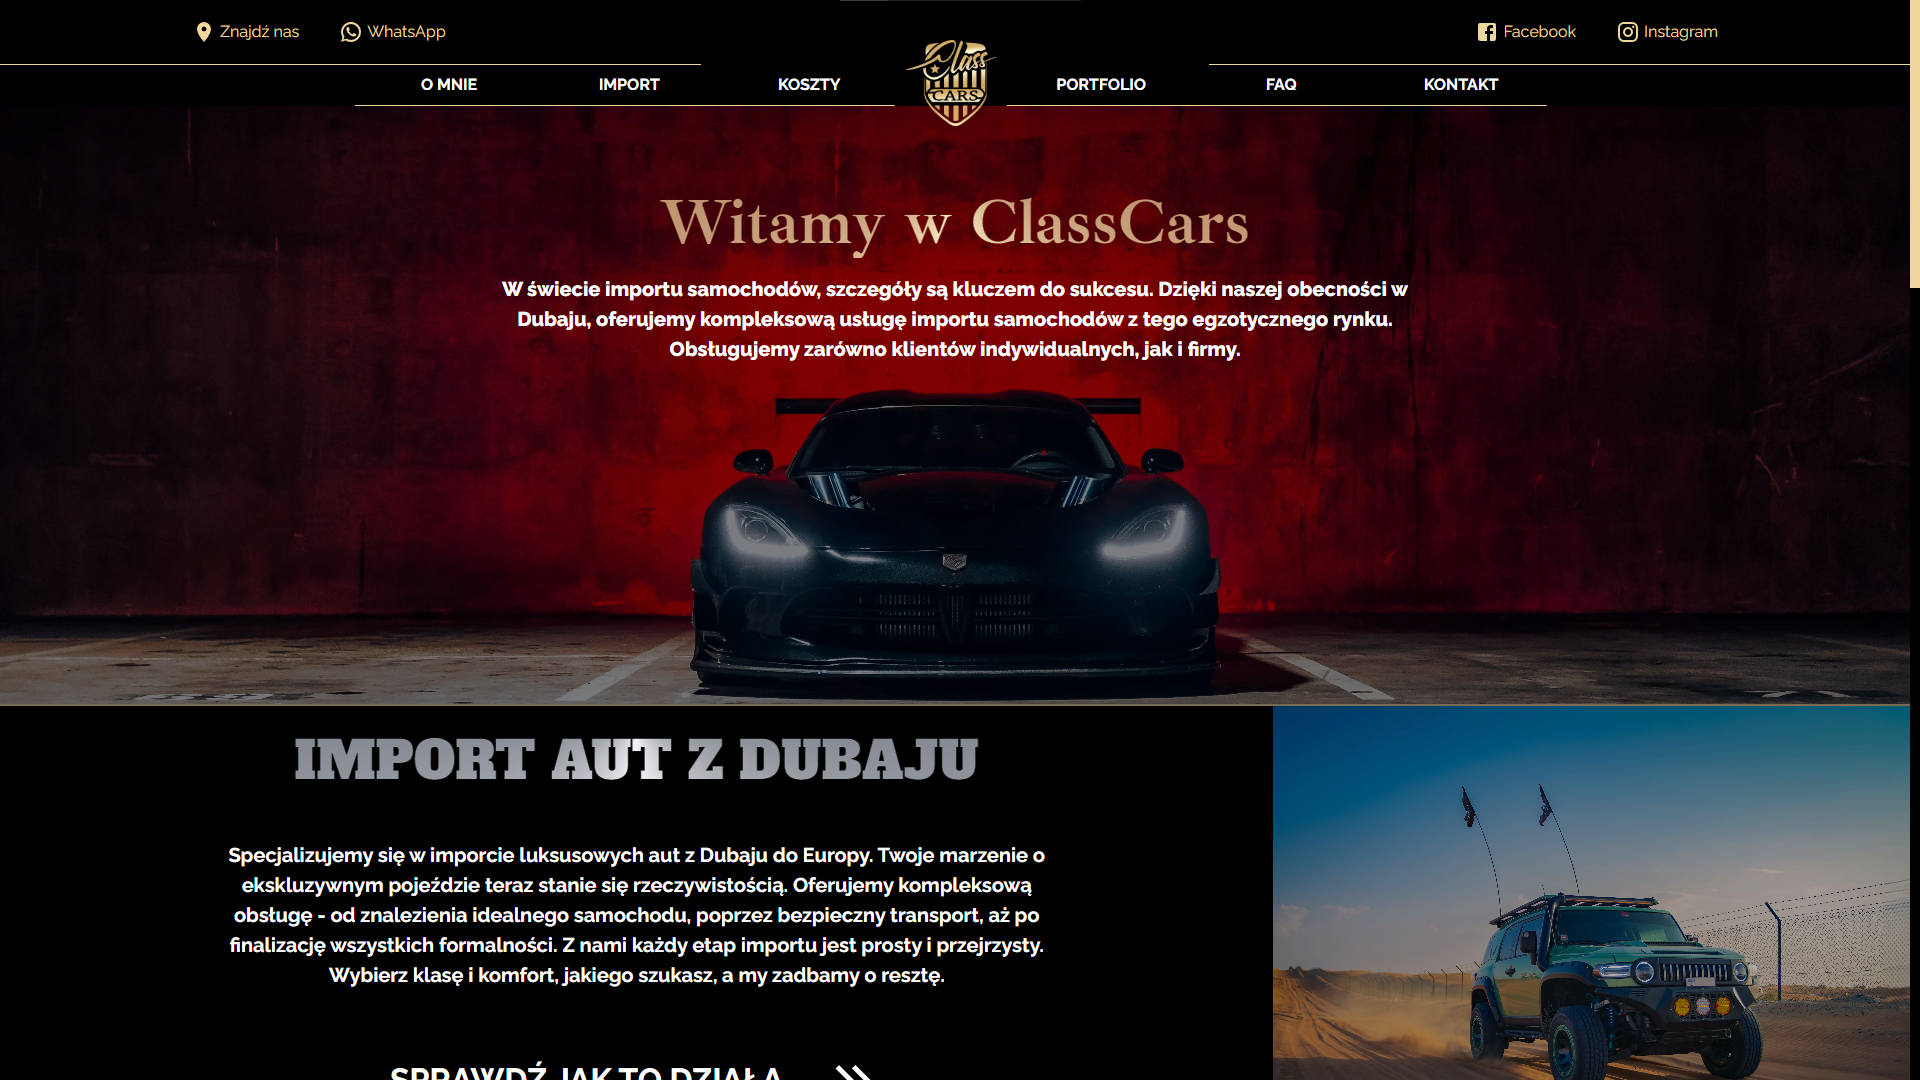 Znajdź nas
WhatsApp
Facebook
Instagram
O MNIE
IMPORT
KOSZTY
Class
CARS
PORTFOLIO
FAQ
KONTAKT
Witamy w ClassCars
W świecie importu samochodów, szczegóły są kluczem do sukcesu. Dzięki naszej obecności w
Dubaju, oferujemy kompleksową usługę importu samochodów z tego egzotycznego rynku.
Obsługujemy zarówno klientów indywidualnych, jak i firmy.
IMPORT AUT Z DUBAJU
Specjalizujemy się w imporcie luksusowych aut z Dubaju do Europy. Twoje marzenie o
ekskluzywnym pojeździe teraz stanie się rzeczywistością. Oferujemy kompleksową
obsługę - od znalezienia idealnego samochodu, poprzez bezpieczny transport, aż po
finalizację wszystkich formalności. Z nami każdy etap importu jest prosty i przejrzysty.
Wybierz klasę i komfort, jakiego szukasz, a my zadbamy o resztę.
SPRAWDŹ JAK TO DZIAŁA